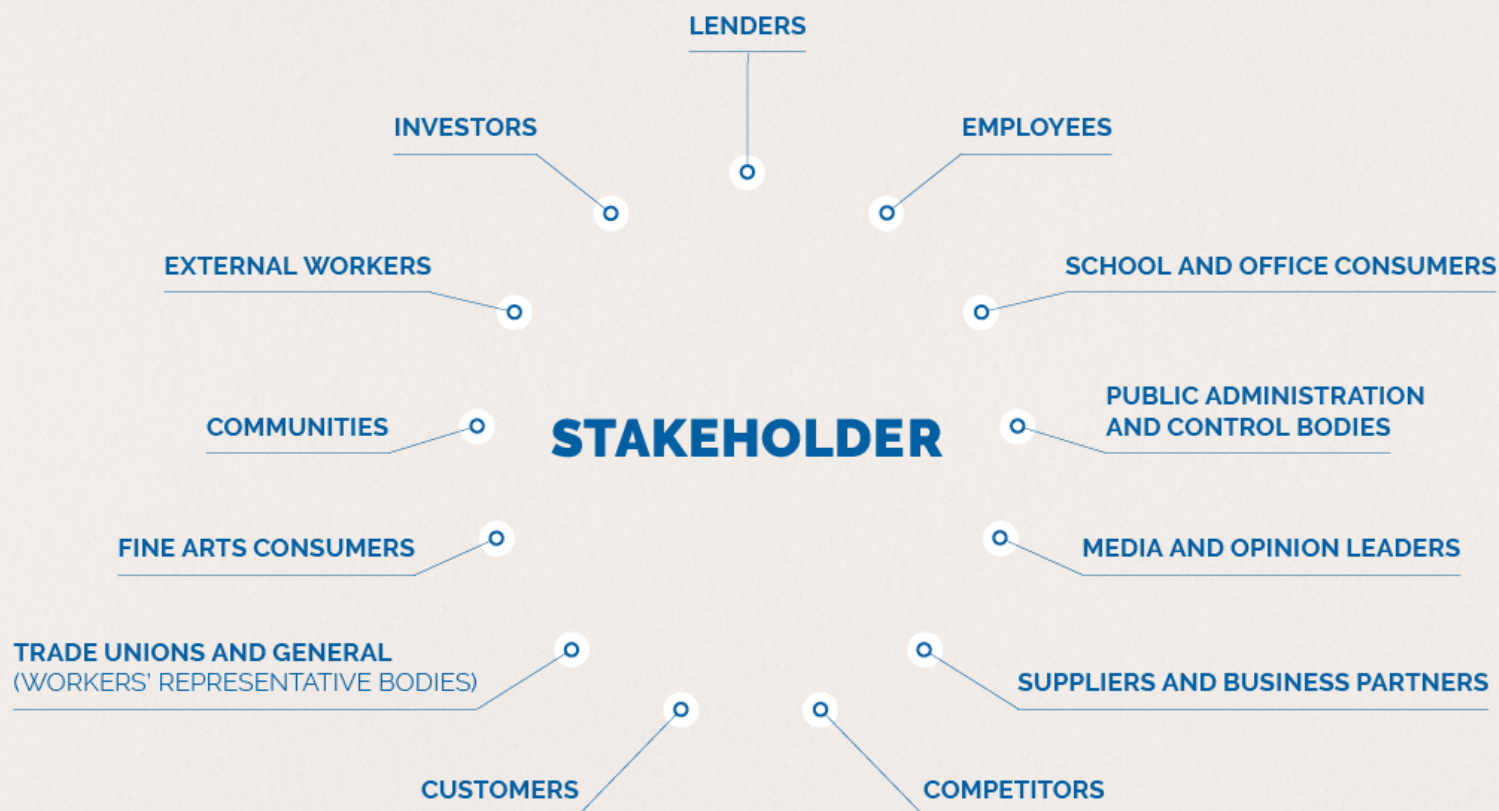 LENDERS
INVESTORS
EMPLOYEES
EXTERNAL WORKERS
SCHOOL AND OFFICE CONSUMERS
PUBLIC ADMINISTRATION
AND CONTROL BODIES
COMMUNITIES
STAKEHOLDER
FINE ARTS CONSUMERS
MEDIA AND OPINION LEADERS
TRADE UNIONS AND GENERAL
(WORKERS' REPRESENTATIVE BODIES)
SUPPLIERS AND BUSINESS PARTNERS
CUSTOMERS
COMPETITORS